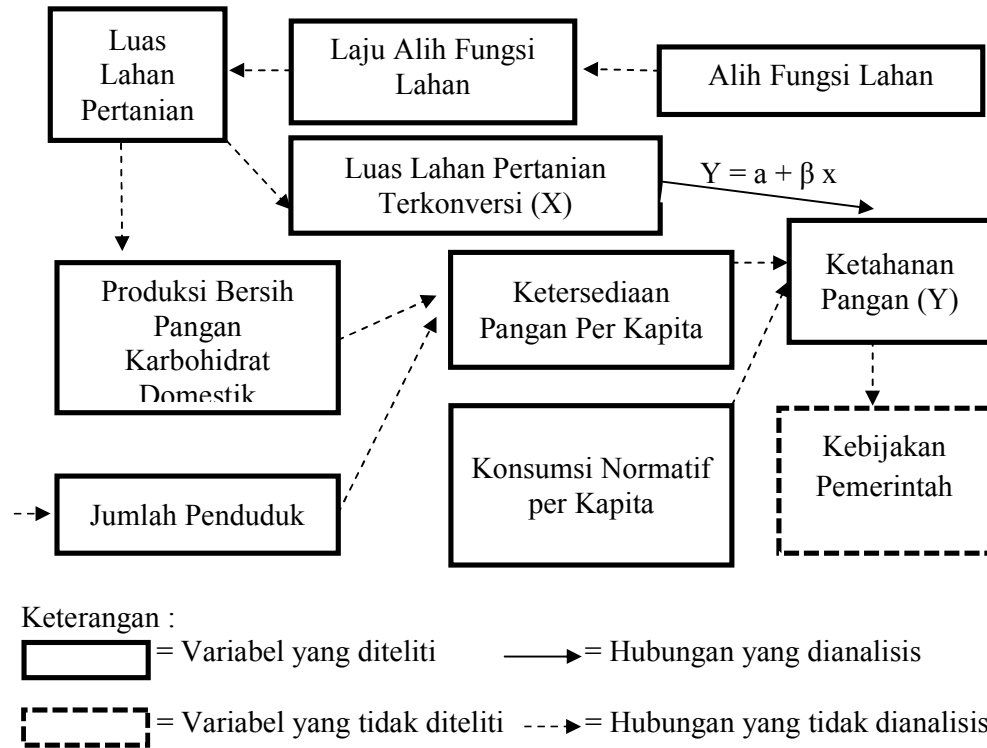 Luas
Lahan
Pertanian
Laju Alih Fungsi
Lahan
Alih Fungsi Lahan
Luas Lahan Pertanian
Terkonversi (X)
Y = a + β x
Produksi Bersih
Pangan
Karbohidrat
Domestik
Ketersediaan
Pangan Per Kapita
Ketahanan
Pangan (Y)
Konsumsi Normatif
per Kapita
Kebijakan
Pemerintah
Jumlah Penduduk
Keterangan :
= Variabel yang diteliti
= Hubungan yang dianalisis
= Variabel yang tidak diteliti
= Hubungan yang tidak dianalisis